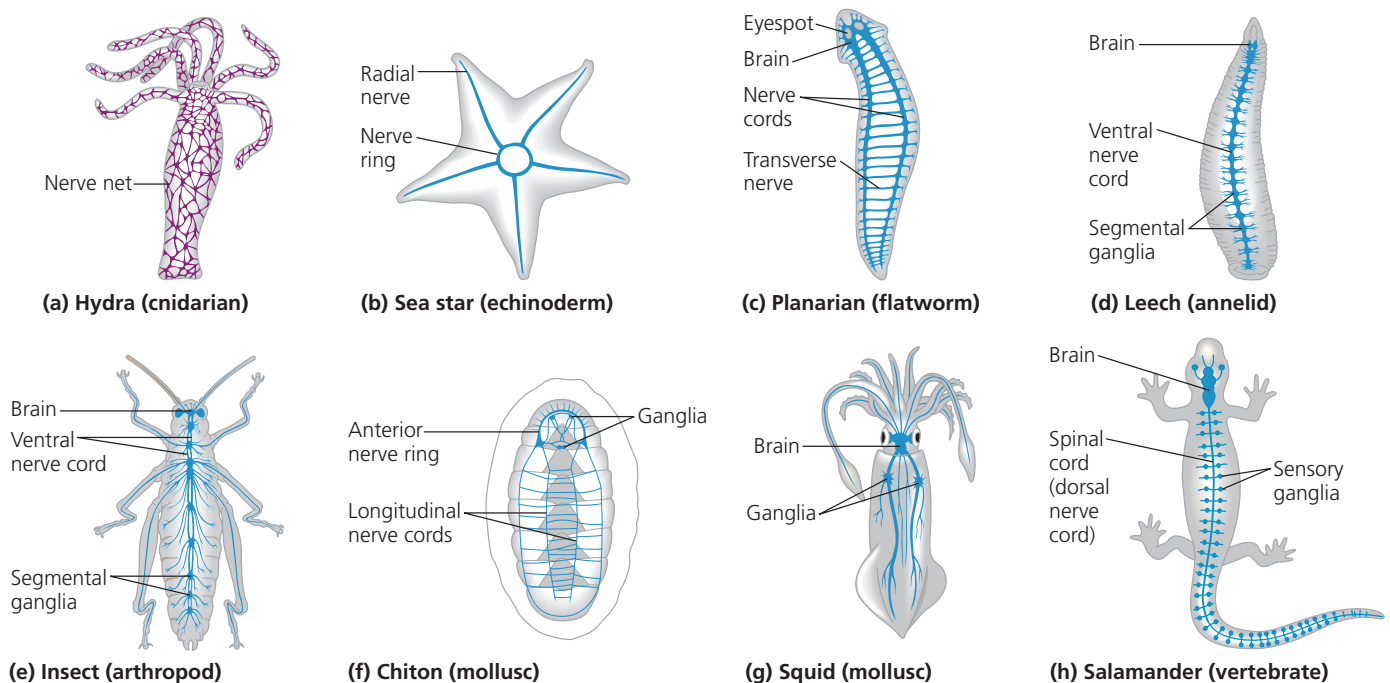 Nerve net
(a) Hydra (cnidarian)
Radial
nerve
Nerve
ring
(b) Sea star (echinoderm)
Eyespot
Brain
Nerve
cords
Transverse
nerve
(c) Planarian (flatworm)
Brain
Ventral
nerve
cord
Segmental
ganglia
(d) Leech (annelid)
Brain
Ventral
nerve cord
Segmental
ganglia
(e) Insect (arthropod)
Anterior
nerve ring
Ganglia
Longitudinal
nerve cords
(f) Chiton (mollusc)
Brain
Ganglia
(g) Squid (mollusc)
Brain
Spinal
cord
(dorsal
nerve
cord)
Sensory
ganglia
(h) Salamander (vertebrate)